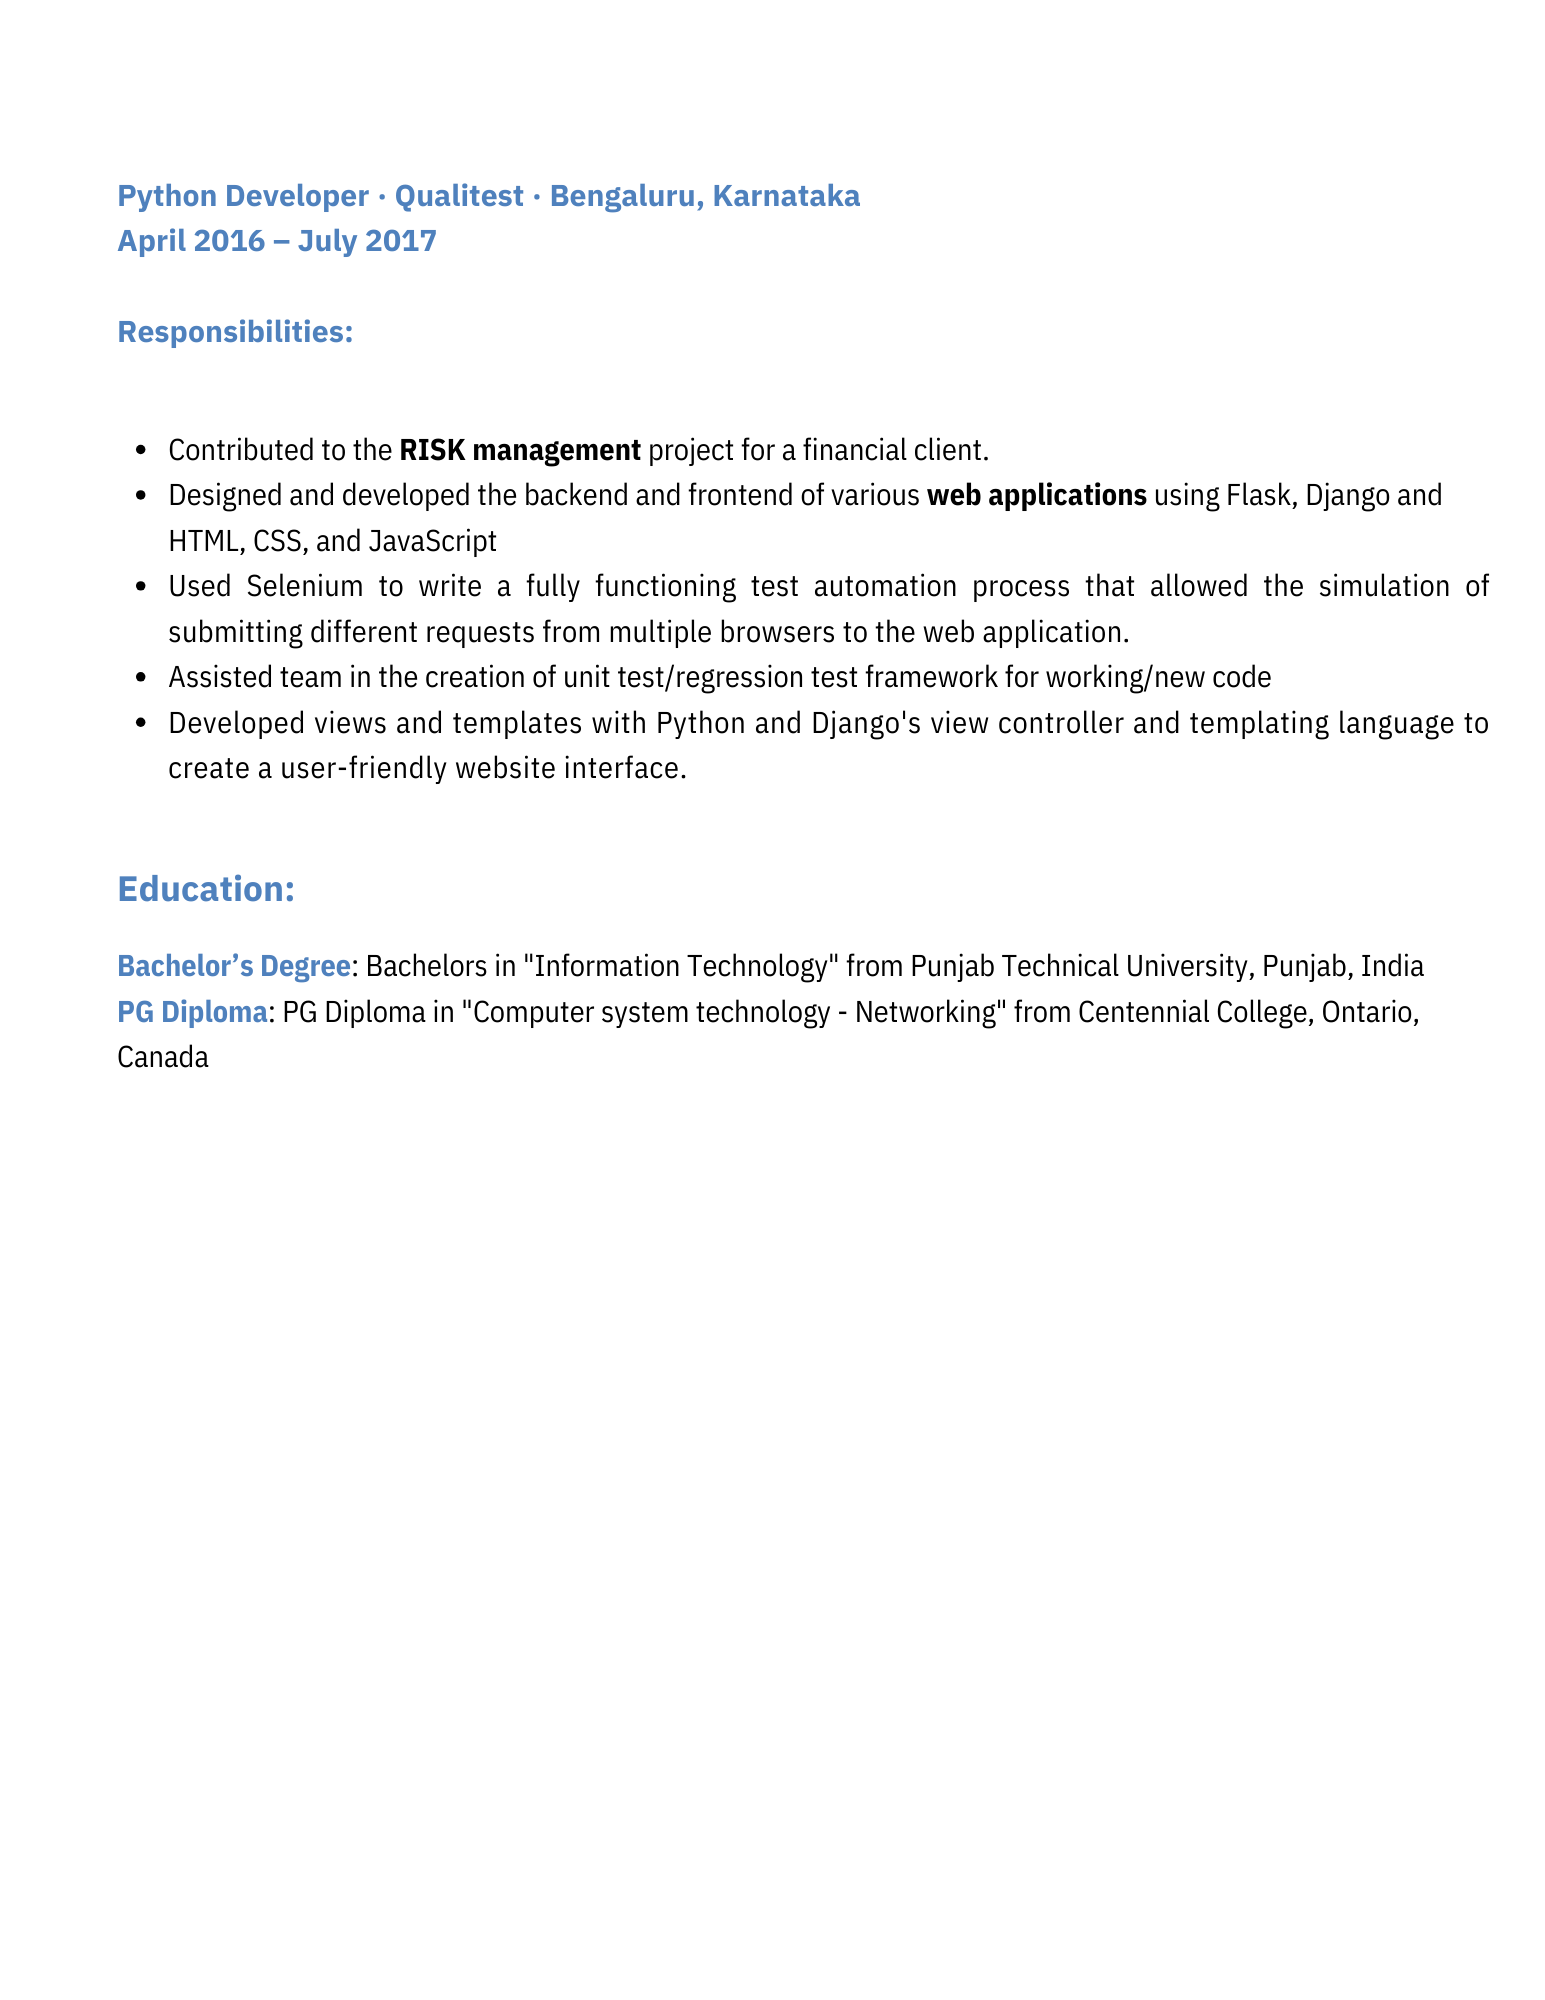 Python Developer · Qualitest · Bengaluru, Karnataka
April 2016 – July 2017
Responsibilities:
• Contributed to the RISK management project for a financial client.
• Designed and developed the backend and frontend of various web applications using Flask, Django and
HTML, CSS, and JavaScript
• Used Selenium to write a fully functioning test automation process that allowed the simulation of
submitting different requests from multiple browsers to the web application.
• Assisted team in the creation of unit test/regression test framework for working/new code
• Developed views and templates with Python and Django's view controller and templating language to
create a user-friendly website interface.
Education:
Bachelor’s Degree: Bachelors in "Information Technology" from Punjab Technical University, Punjab, India
PG Diploma: PG Diploma in "Computer system technology - Networking" from Centennial College, Ontario,
Canada